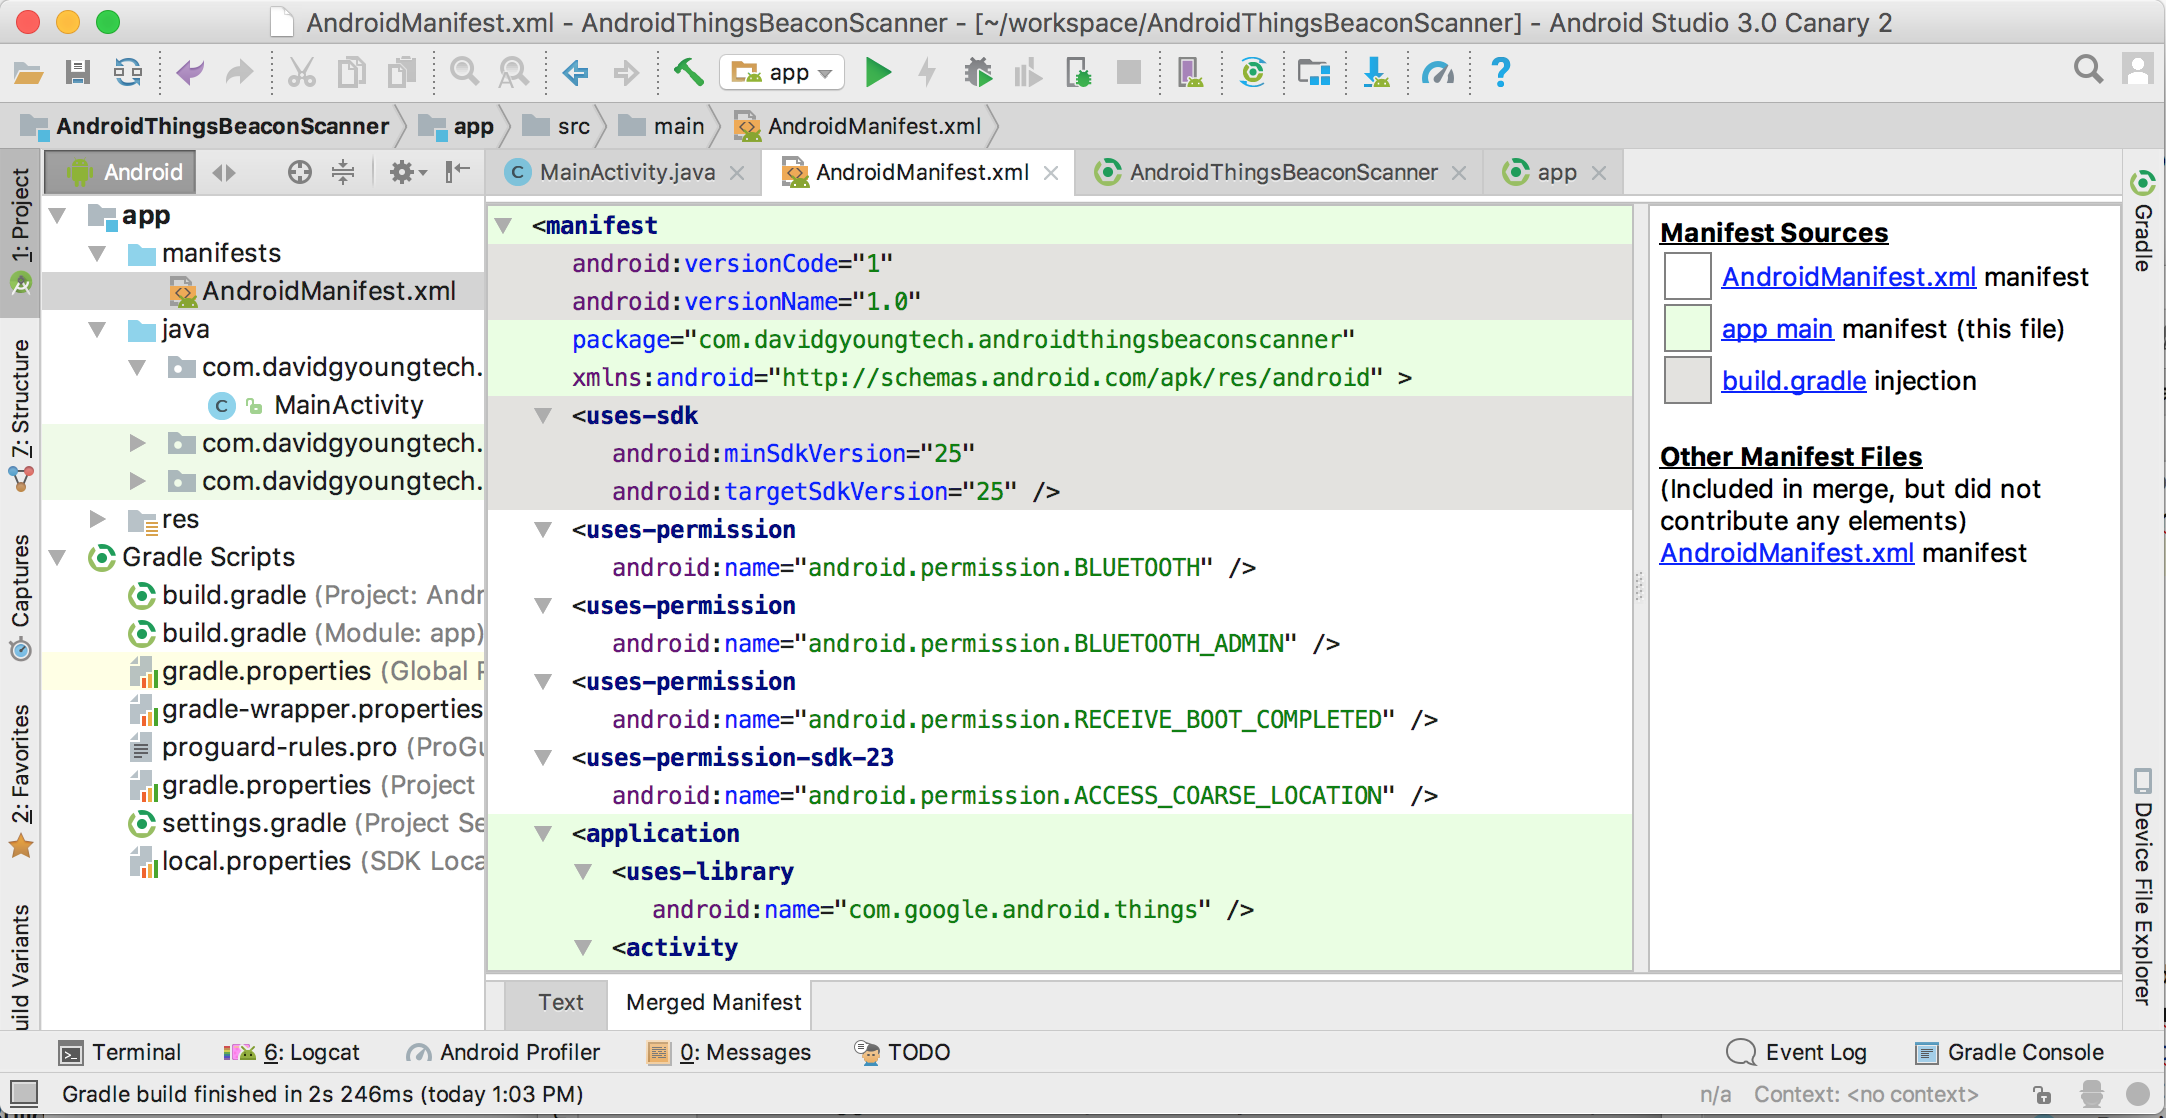 AndroidManifest.xml - AndroidThingsBeaconScanner - [~/workspace/AndroidThingsBeaconScanner] - Android Studio 3.0 Canary 2
app
?
AndroidThingsBeaconScanner
app
src
main
AndroidManifest.xml
Android
MainActivity.java
AndroidManifest.xml
AndroidThingsBeaconScanner
app
1: Project
7: Structure
Captures
2: Favorites
uild Variants
app
manifests
AndroidManifest.xml
java
com.davidgyoungtech.
C MainActivity
com.davidgyoungtech.
com.davidgyoungtech.
res
Gradle Scripts
build.gradle (Project: Andr
build.gradle (Module: app)
gradle.properties (Global P
gradle-wrapper.properties
proguard-rules.pro (ProGu
gradle.properties (Project
settings.gradle (Project Se
local.properties (SDK Loca
<manifest
android:versionCode="1"
android:versionName="1.0"
package="com.davidgyoungtech.androidthingsbeaconscanner"
xmlns:android="http://schemas.android.com/apk/res/android" >
<uses-sdk
android:minSdkVersion="25"
android:targetSdkVersion="25" />
<uses-permission
android:name="android.permission.BLUETOOTH" />
<uses-permission
android:name="android.permission.BLUETOOTH_ADMIN" />
<uses-permission
android:name="android.permission.RECEIVE_BOOT_COMPLETED" />
<uses-permission-sdk-23
android:name="android.permission.ACCESS_COARSE_LOCATION" />
<application
<uses-library
android:name="com.google.android.things" />
<activity
Text
Merged Manifest
Manifest Sources
AndroidManifest.xml manifest
app main manifest (this file)
build.gradle injection
Other Manifest Files
(Included in merge, but did not
contribute any elements)
AndroidManifest.xml manifest
Gradle
Device File Explorer
Terminal
6: Logcat
Android Profiler
0: Messages
TODO
Event Log
Gradle Console
Gradle build finished in 2s 246ms (today 1:03 PM)
n/a
Context: <no context>